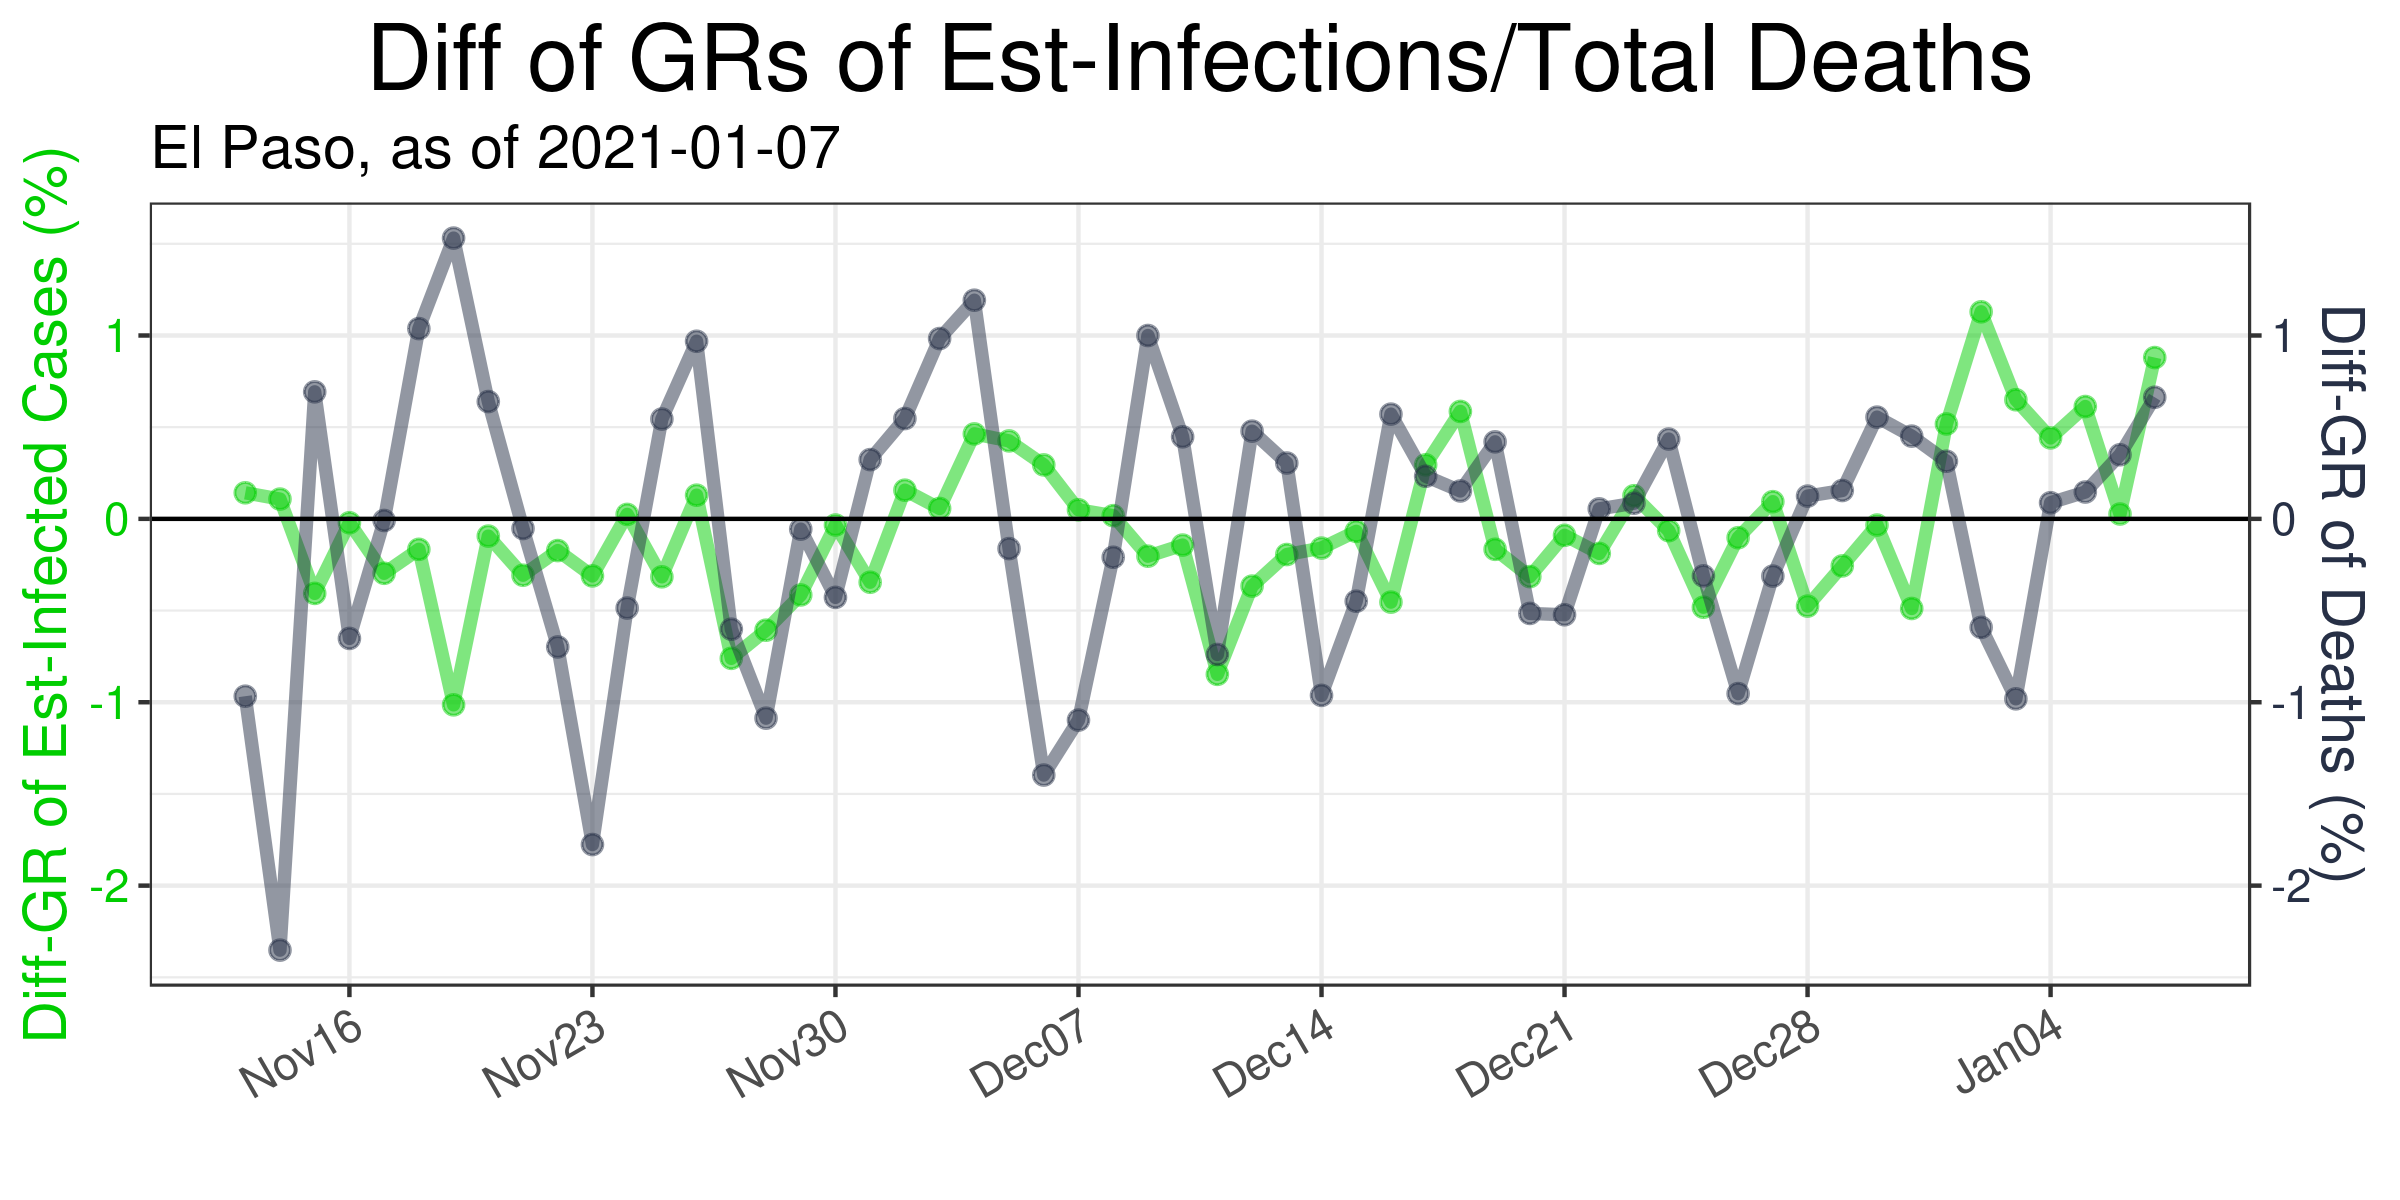 Diff of GRs of Est-Infections/Total Deaths
El Paso, as of 2021-01-07
Diff-GR of Est-Infected Cases (%)
1
0
-1
-2
1
0
-1
-2
Diff-GR of Deaths (%)
Nov16
Nov23
Nov30
Dec07
Dec14
Dec21
Dec28
Jan04